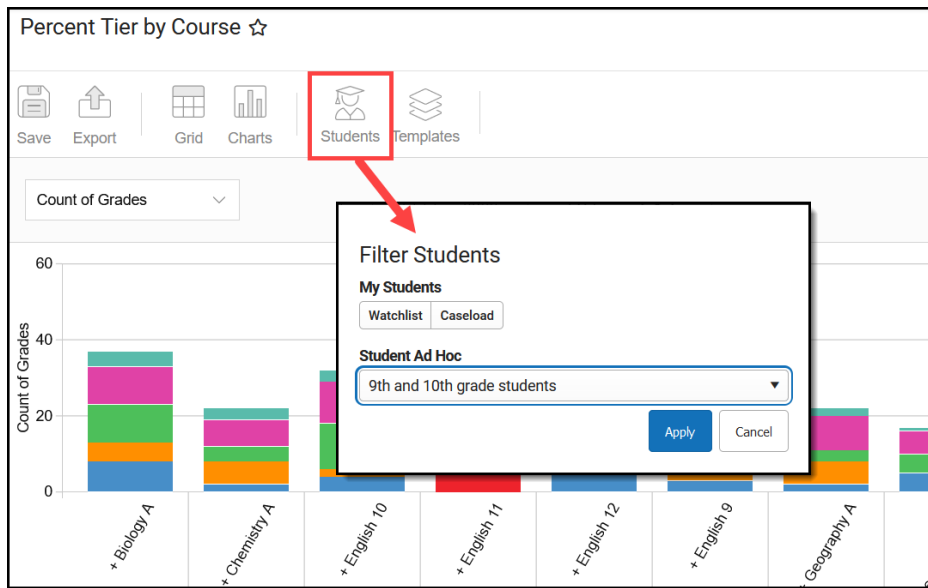 Percent Tier by Course
Save Export Grid Charts Students Templates
Count of Grades
Filter Students
My Students
Watchlist Caseload
Student Ad Hoc
9th and 10th grade students
Apply Cancel
60
40
20
0
Count of Grades
+ Biology A
+ Chemistry A
+ English 10
+ English 11
+ English 12
+ English 9
+ Geography A